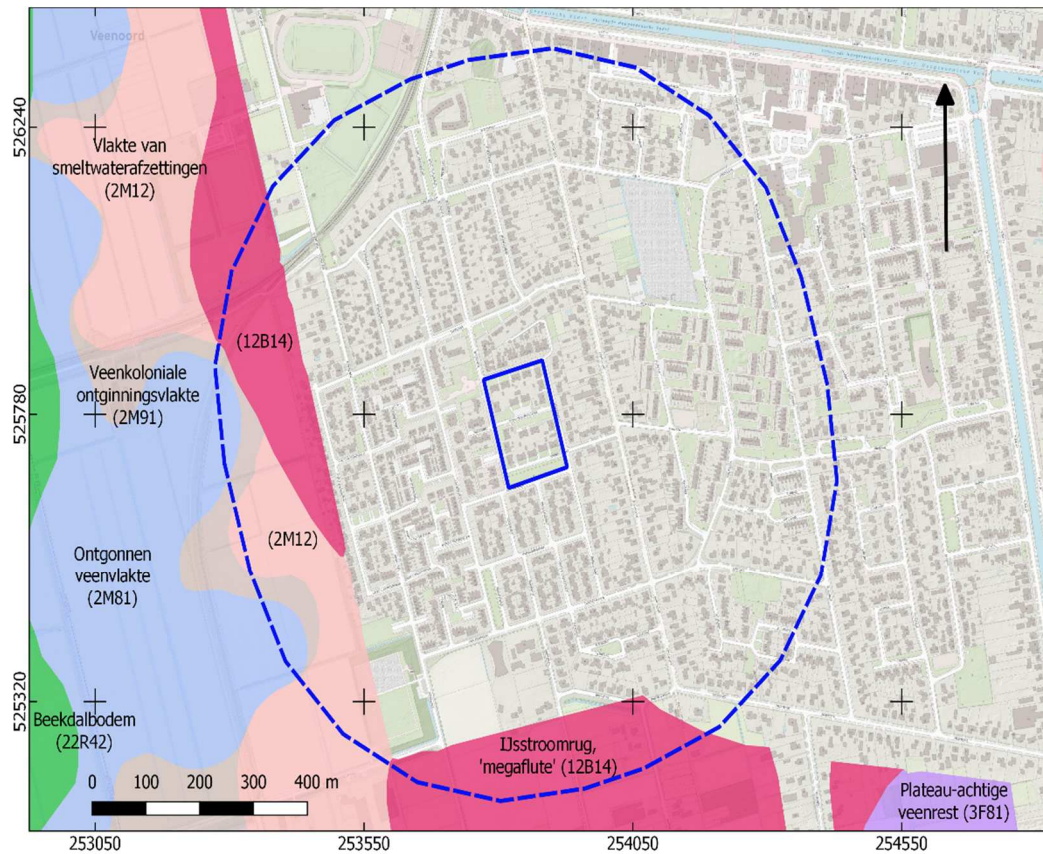 Veenoord
526240
Vlakte van
smeltwaterafzettingen
(2M12)
(12B14)
Veenkoloniale
ontginningsvlakte
(2M91)
525780
(2M12)
Ontgonnen
veenvlakte
(2M81)
525320
Beekdalbodem
(22R42)
IJsstroomrug,
'megaflute' (12B14)
Plateau-achtige
veenrest (3F81)
0 100 200 300 400 m
253050 253550 254050 254550